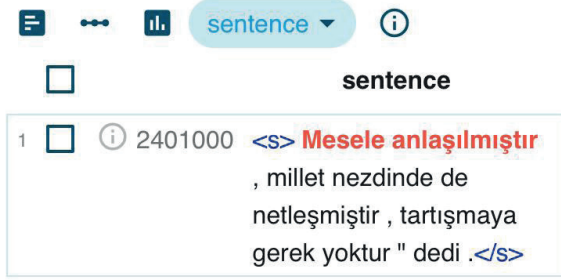 sentence
sentence
1 2401000 <s> Mesele anlaşılmıştır
, millet nezdinde de
netleşmiştir , tartışmaya
gerek yoktur " dedi .</s>